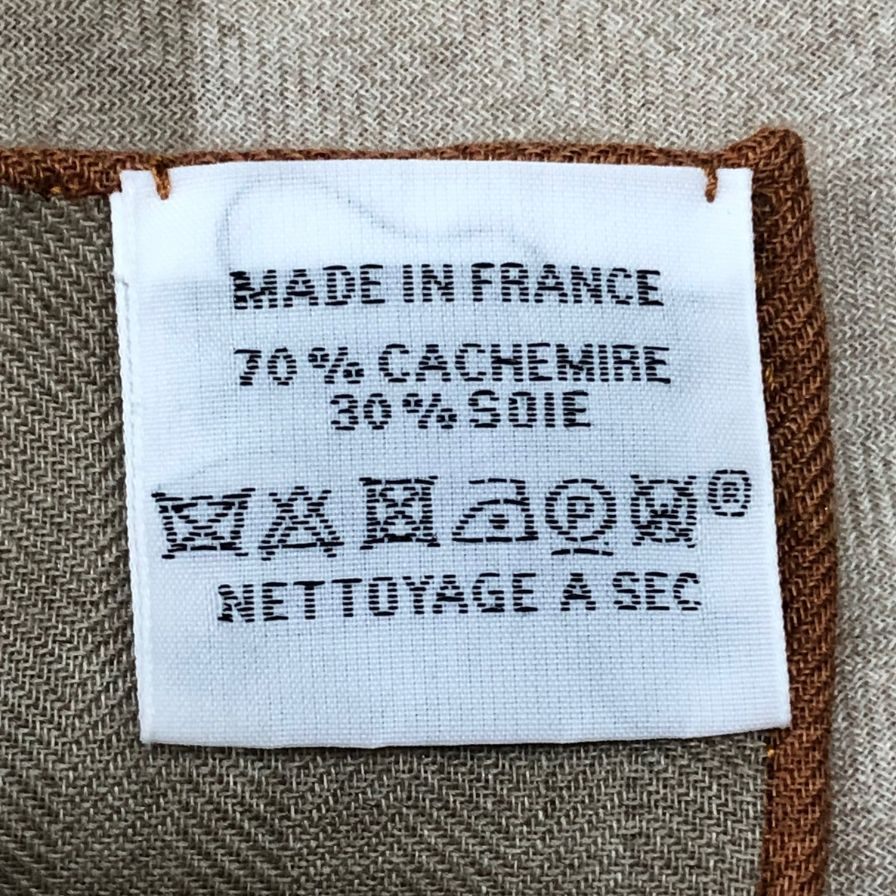 MADE IN FRANCE
70% CACHEMIRE
30% SOIE
P W ®
NETTOYAGE A SEC